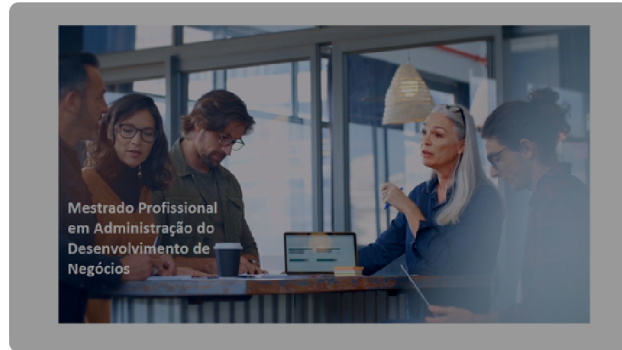 Mestrado Profissional
em Administração do
Desenvolvimento de
Negócios